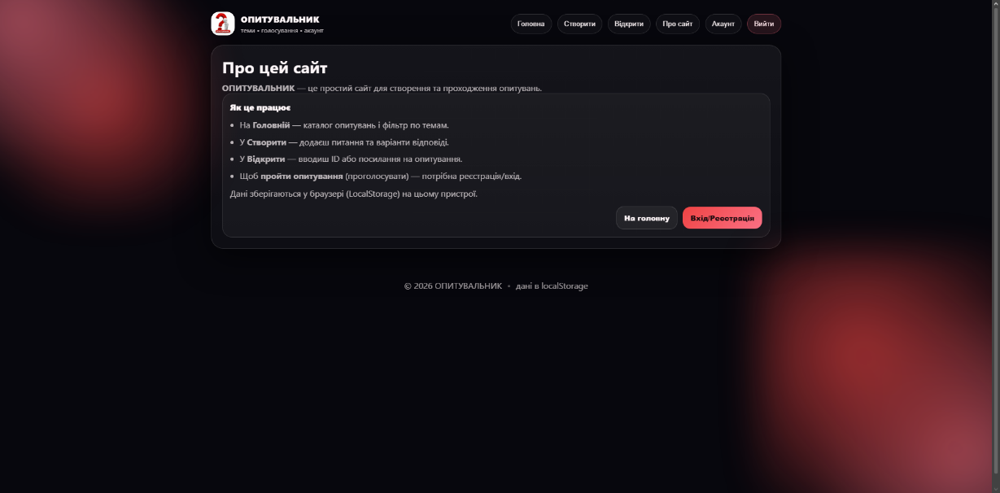 ОПИТУВАЛЬНИК
теми • голосування • акаунт
Головна
Створити
Відкрити
Про сайт
Акаунт
Вийти
Про цей сайт
ОПИТУВАЛЬНИК — це простий сайт для створення та проходження опитувань.
Як це працює
• На Головній — каталог опитувань і фільтр по темам.
• У Створити — додаєш питання та варіанти відповіді.
• У Відкрити — вводиш ID або посилання на опитування.
• Щоб пройти опитування (проголосувати) — потрібна реєстрація/вхід.
Дані зберігаються у браузері (LocalStorage) на цьому пристрої.
На головну
Вхід/Реєстрація
© 2026 ОПИТУВАЛЬНИК • дані в localStorage